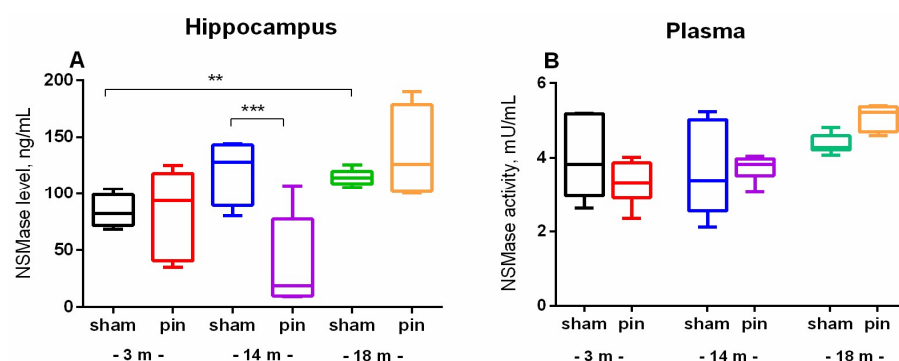 Hippocampus
A
NSMase level, ng/mL
200
150
100
50
0
**
***
sham pin sham pin sham pin
- 3 m - - 14 m - - 18 m -
Plasma
B
NSMase activity, mU/mL
6
4
2
0
sham pin sham pin sham pin
- 3 m - - 14 m - - 18 m -